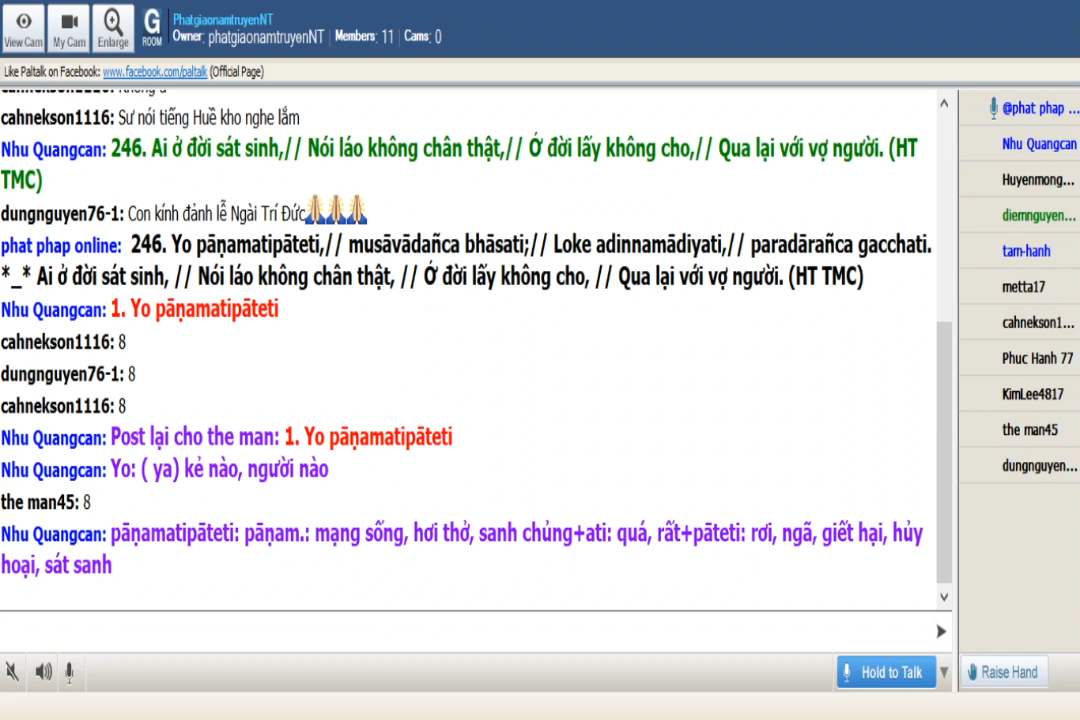 View Cam
My Cam
Enlarge
G
ROOM
PhatgiaonamtruyenNT
Owner: phatgiaonamtruyenNT | Members: 11 | Cams: 0
Like Paltalk on Facebook: www.facebook.com/paltalk (Official Page)
cahnekson1116: Sư nói tiếng Huề kho nghe lắm
Nhu Quangcan: 246. Ai ở đời sát sinh,// Nói láo không chân thật,// Ở đời lấy không cho,// Qua lại với vợ người. (HT
TMC)
dungnguyen76-1: Con kính đảnh lễ Ngài Trí Đức🙏🙏🙏
phat phap online: 246. Yo pāṇamatipāteti,// musāvādañca bhāsati;// Loke adinnamādiyati,// paradārañca gacchati.
*_* Ai ở đời sát sinh, // Nói láo không chân thật, // Ở đời lấy không cho, // Qua lại với vợ người. (HT TMC)
Nhu Quangcan: 1. Yo pāṇamatipāteti
cahnekson1116: 8
dungnguyen76-1: 8
cahnekson1116: 8
Nhu Quangcan: Post lại cho the man: 1. Yo pāṇamatipāteti
Nhu Quangcan: Yo: ( ya) kẻ nào, người nào
the man45: 8
Nhu Quangcan: pāṇamatipāteti: pāṇam.: mạng sống, hơi thở, sanh chủng+ati: quá, rất+pāteti: rơi, ngã, giết hại, hủy
hoại, sát sanh
@phat phap ...
Nhu Quangcan
Huyenmong...
diemnguyen...
tam-hanh
metta17
cahnekson1...
Phuc Hanh 77
KimLee4817
the man45
dungnguyen...
Hold to Talk
Raise Hand